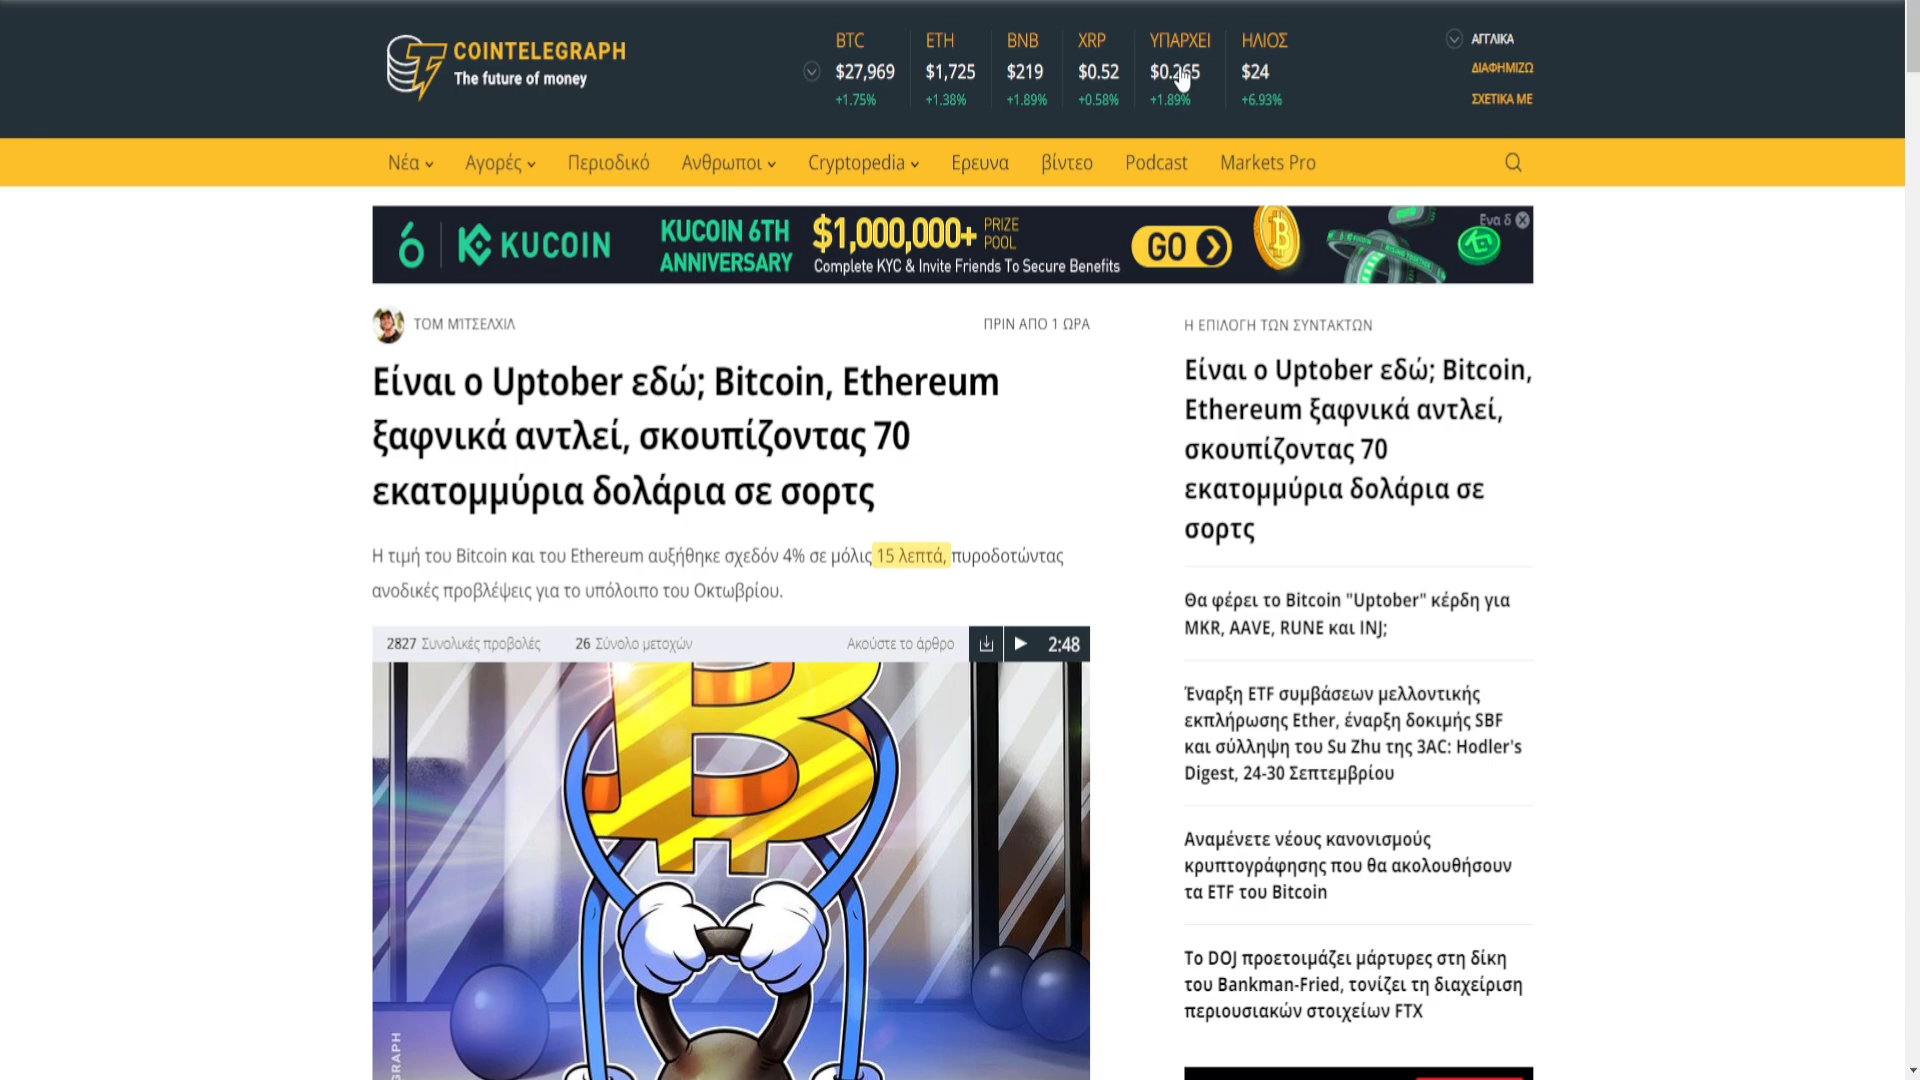 COINTELEGRAPH
The future of money
BTC
$27,969
+1.75%
ETH
$1,725
+1.38%
BNB
$219
+1.89%
XRP
$0.52
+0.58%
ΥΠΑΡΧΕΙ
$0.265
+1.89%
ΗΛΙΟΣ
$24
+6.93%
ΑΓΓΛΙΚΑ
ΔΙΑΦΗΜΙΖΩ
ΣΧΕΤΙΚΑ ΜΕ
Νέα
Αγορές
Περιοδικό
Ανθρωποι
Cryptopedia
Ερευνα
βίντεο
Podcast
Markets Pro
KUCOIN
KUCOIN 6TH
ANNIVERSARY
$1,000,000+ PRIZE POOL
Complete KYC & Invite Friends To Secure Benefits
GO
Ενα δ
ΤΟΜ ΜΊΤΣΕΛΧΙΛ
ΠΡΙΝ ΑΠΟ 1 ΩΡΑ
Είναι ο Uptober εδώ; Bitcoin, Ethereum
ξαφνικά αντλεί, σκουπίζοντας 70
εκατομμύρια δολάρια σε σορτς
Η τιμή του Bitcoin και του Ethereum αυξήθηκε σχεδόν 4% σε μόλις 15 λεπτά, πυροδοτώντας
ανοδικές προβλέψεις για το υπόλοιπο του Οκτωβρίου.
2827 Συνολικές προβολές
26 Σύνολο μετοχών
Ακούστε το άρθρο
2:48
Η ΕΠΙΛΟΓΗ ΤΩΝ ΣΥΝΤΑΚΤΩΝ
Είναι ο Uptober εδώ; Bitcoin,
Ethereum ξαφνικά αντλεί,
σκουπίζοντας 70
εκατομμύρια δολάρια σε
σορτς
Θα φέρει το Bitcoin "Uptober" κέρδη για
MKR, AAVE, RUNE και INJ;
Έναρξη ETF συμβάσεων μελλοντικής
εκπλήρωσης Ether, έναρξη δοκιμής SBF
και σύλληψη του Su Zhu της 3AC: Hodler's
Digest, 24-30 Σεπτεμβρίου
Αναμένετε νέους κανονισμούς
κρυπτογράφησης που θα ακολουθήσουν
τα ETF του Bitcoin
Το DOJ προετοιμάζει μάρτυρες στη δίκη
του Bankman-Fried, τονίζει τη διαχείριση
περιουσιακών στοιχείων FTX